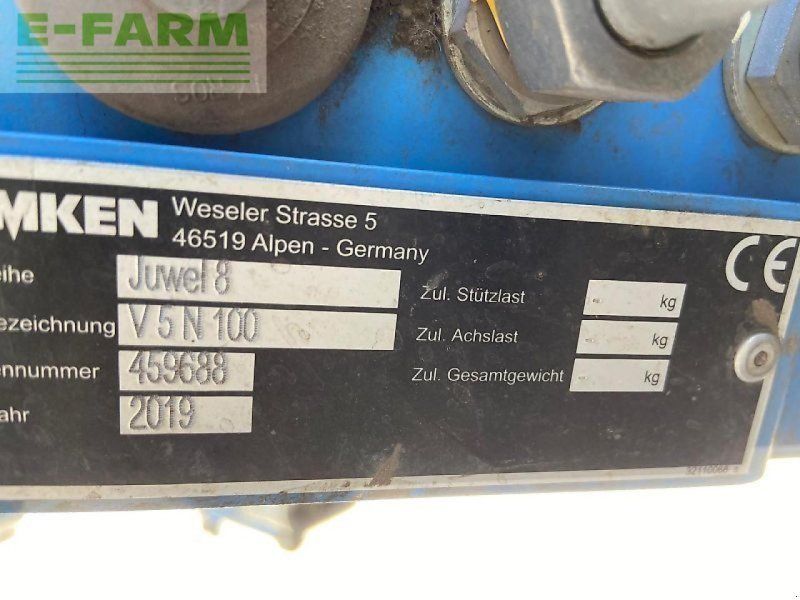 E-FARM
MKEN
Weseler Strasse 5
46519 Alpen - Germany
CE
eihe Juwel 8
ezeichnung V 5 N 100
ennummer 459688
ahr 2019
Zul. Stützlast - kg
Zul. Achslast - kg
Zul. Gesamtgewicht - kg